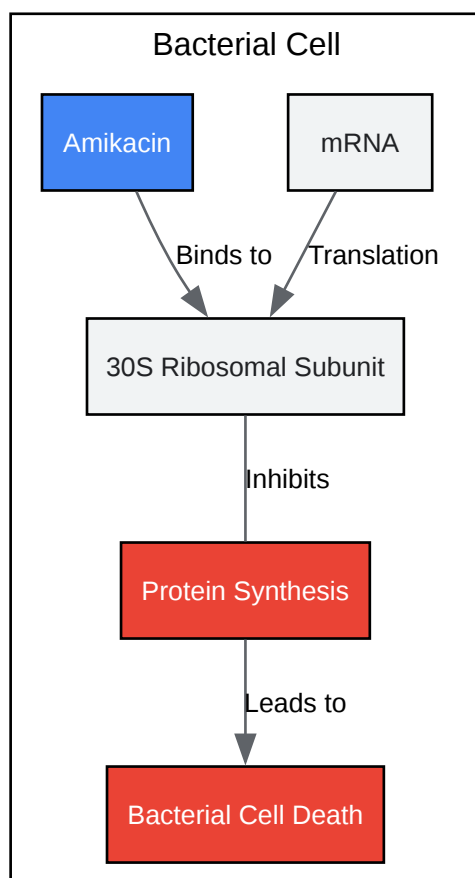 Bacterial Cell
Amikacin
mRNA
Binds to
Translation
30S Ribosomal Subunit
Inhibits
Protein Synthesis
Leads to
Bacterial Cell Death